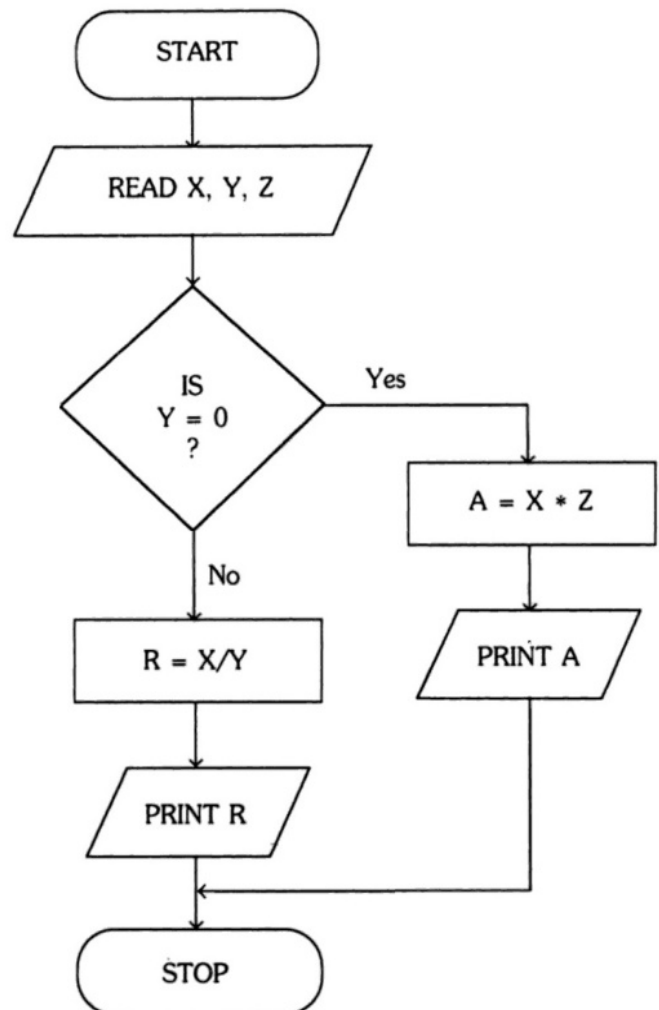 START
READ X, Y, Z
IS
Y = 0
?
Yes
A = X * Z
No
R = X/Y
PRINT A
PRINT R
STOP